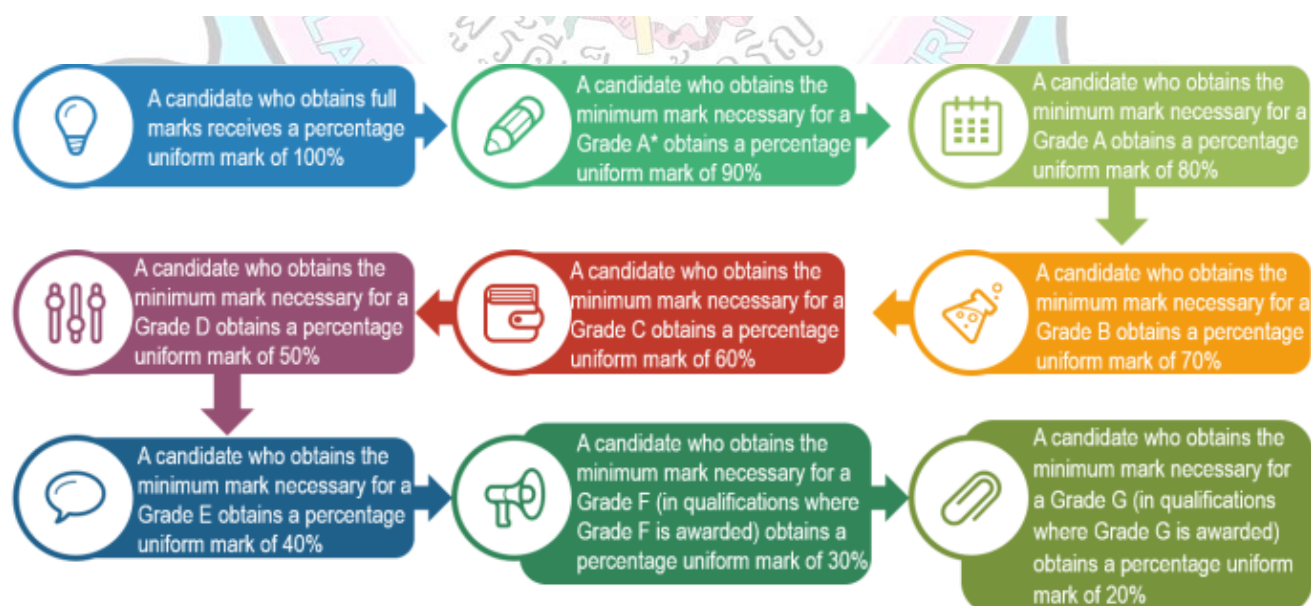 A candidate who obtains full
marks receives a percentage
uniform mark of 100%
A candidate who obtains the
minimum mark necessary for a
Grade A* obtains a percentage
uniform mark of 90%
A candidate who obtains the
minimum mark necessary for a
Grade A obtains a percentage
uniform mark of 80%
A candidate who obtains the
minimum mark necessary for a
Grade B obtains a percentage
uniform mark of 70%
A candidate who obtains the
minimum mark necessary for a
Grade C obtains a percentage
uniform mark of 60%
A candidate who obtains the
minimum mark necessary for a
Grade D obtains a percentage
uniform mark of 50%
A candidate who obtains the
minimum mark necessary for a
Grade E obtains a percentage
uniform mark of 40%
A candidate who obtains the
minimum mark necessary for a
Grade F (in qualifications where
Grade F is awarded) obtains a
percentage uniform mark of 30%
A candidate who obtains the
minimum mark necessary for
a Grade G (in qualifications
where Grade G is awarded)
obtains a percentage uniform
mark of 20%